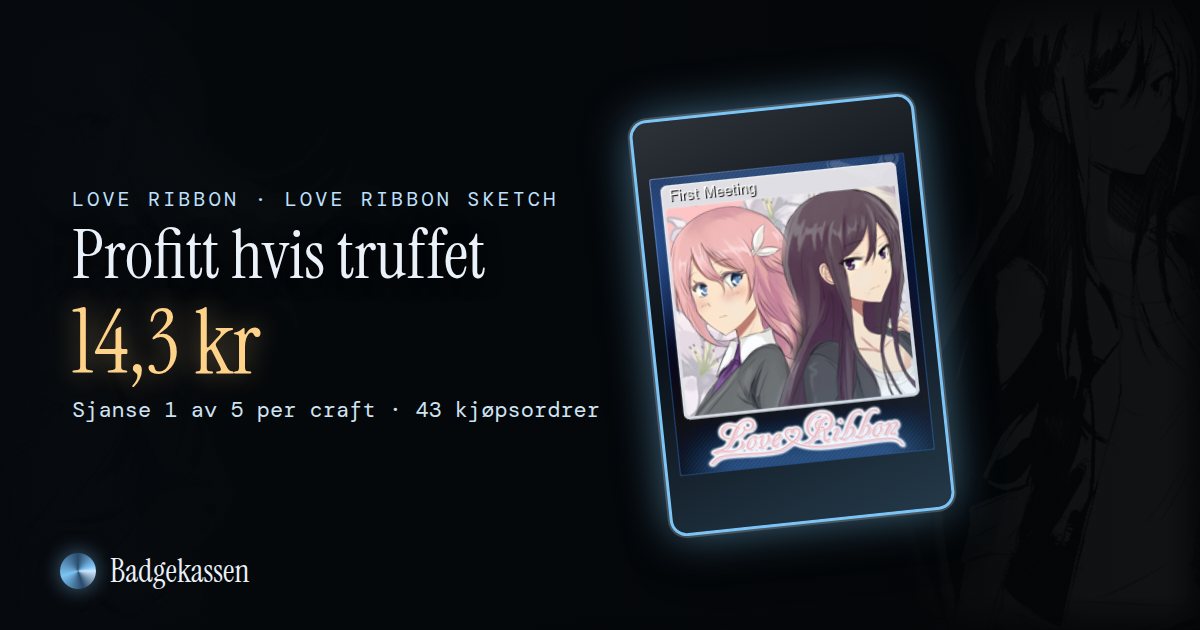 LOVE RIBBON · LOVE RIBBON SKETCH
Profitt hvis truffet
14,3 kr
Sjanse 1 av 5 per craft · 43 kjøpsordrer
First Meeting
Love Ribbon
Badgekassen